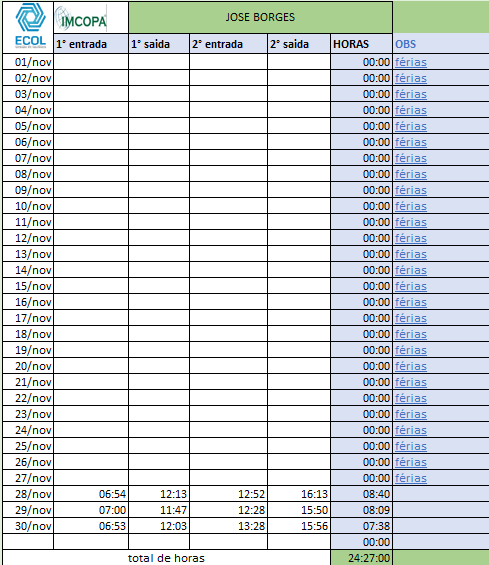 IMCOPA JOSE BORGES
ECOL
1° entrada 1° saida 2° entrada 2° saida HORAS OBS
01/nov 00:00 férias
02/nov 00:00 férias
03/nov 00:00 férias
04/nov 00:00 férias
05/nov 00:00 férias
06/nov 00:00 férias
07/nov 00:00 férias
08/nov 00:00 férias
09/nov 00:00 férias
10/nov 00:00 férias
11/nov 00:00 férias
12/nov 00:00 férias
13/nov 00:00 férias
14/nov 00:00 férias
15/nov 00:00 férias
16/nov 00:00 férias
17/nov 00:00 férias
18/nov 00:00 férias
19/nov 00:00 férias
20/nov 00:00 férias
21/nov 00:00 férias
22/nov 00:00 férias
23/nov 00:00 férias
24/nov 00:00 férias
25/nov 00:00 férias
26/nov 00:00 férias
27/nov 00:00 férias
28/nov 06:54 12:13 12:52 16:13 08:40
29/nov 07:00 11:47 12:28 15:50 08:09
30/nov 06:53 12:03 13:28 15:56 07:38
00:00
total de horas 24:27:00